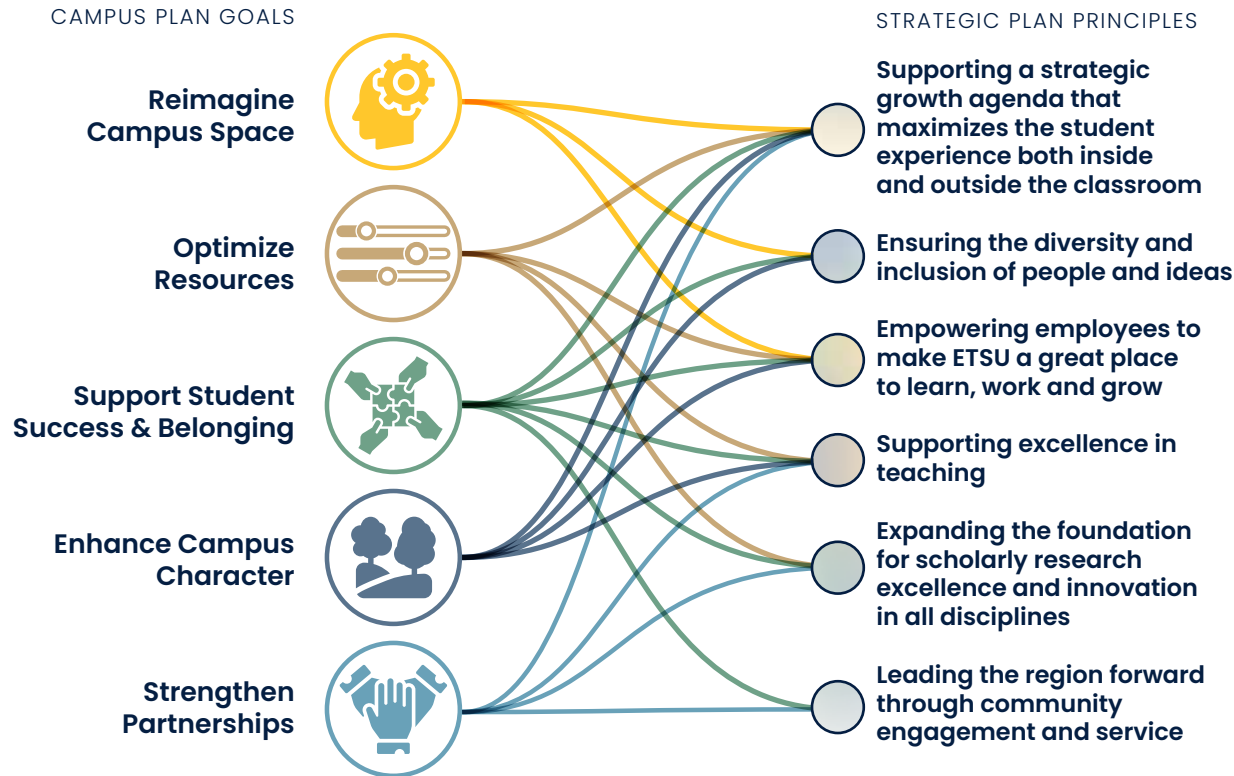 CAMPUS PLAN GOALS
Reimagine
Campus Space
Optimize
Resources
Support Student
Success & Belonging
Enhance Campus
Character
Strengthen
Partnerships
STRATEGIC PLAN PRINCIPLES
Supporting a strategic
growth agenda that
maximizes the student
experience both inside
and outside the classroom
Ensuring the diversity and
inclusion of people and ideas
Empowering employees to
make ETSU a great place
to learn, work and grow
Supporting excellence in
teaching
Expanding the foundation
for scholarly research
excellence and innovation
in all disciplines
Leading the region forward
through community
engagement and service